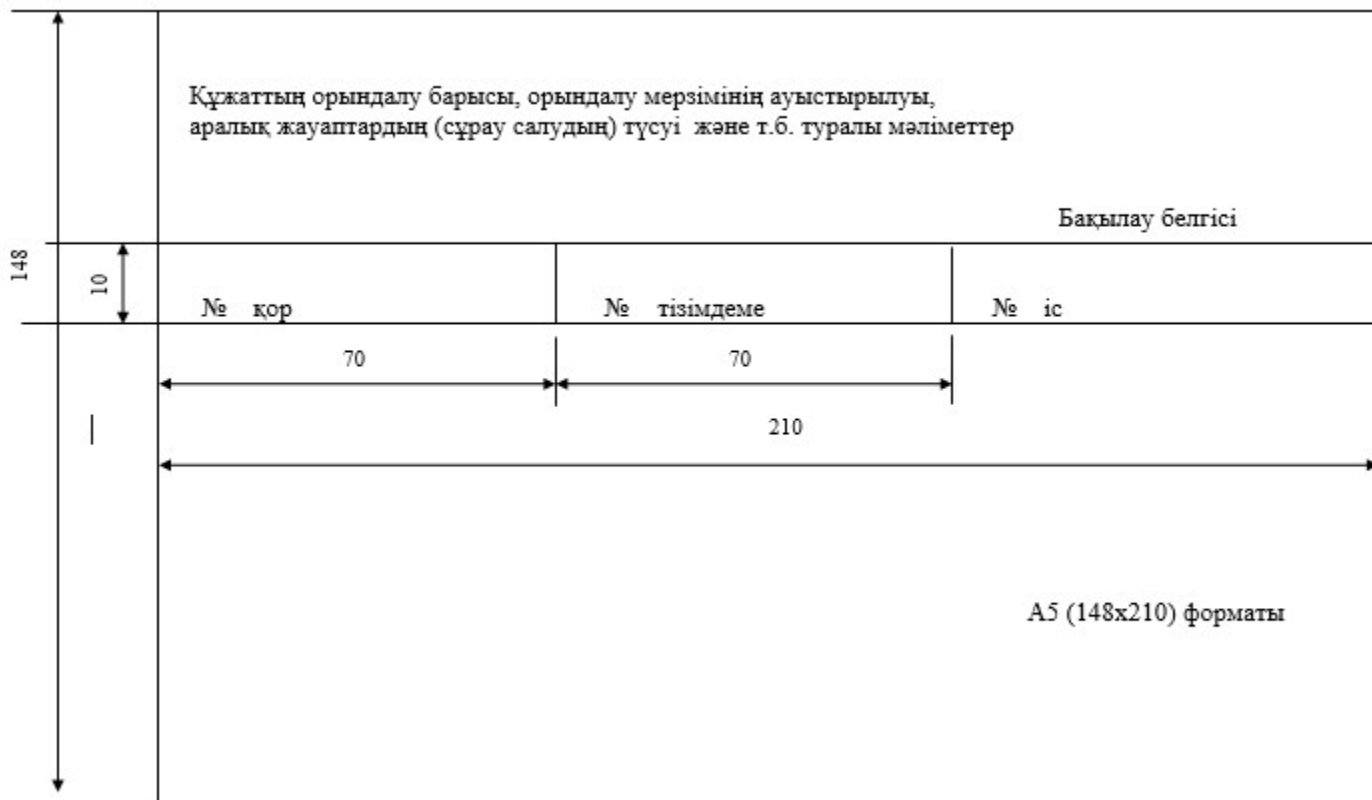 Құжаттың орындалу барысы, орындалу мерзімінің ауыстырылуы,
аралық жауаптардың (сұрау салудың) түсуі және т.б. туралы мәліметтер
Бақылау белгісі
148
10
№ қор
№ тізімдеме
№ іс
70
70
210
А5 (148х210) форматы